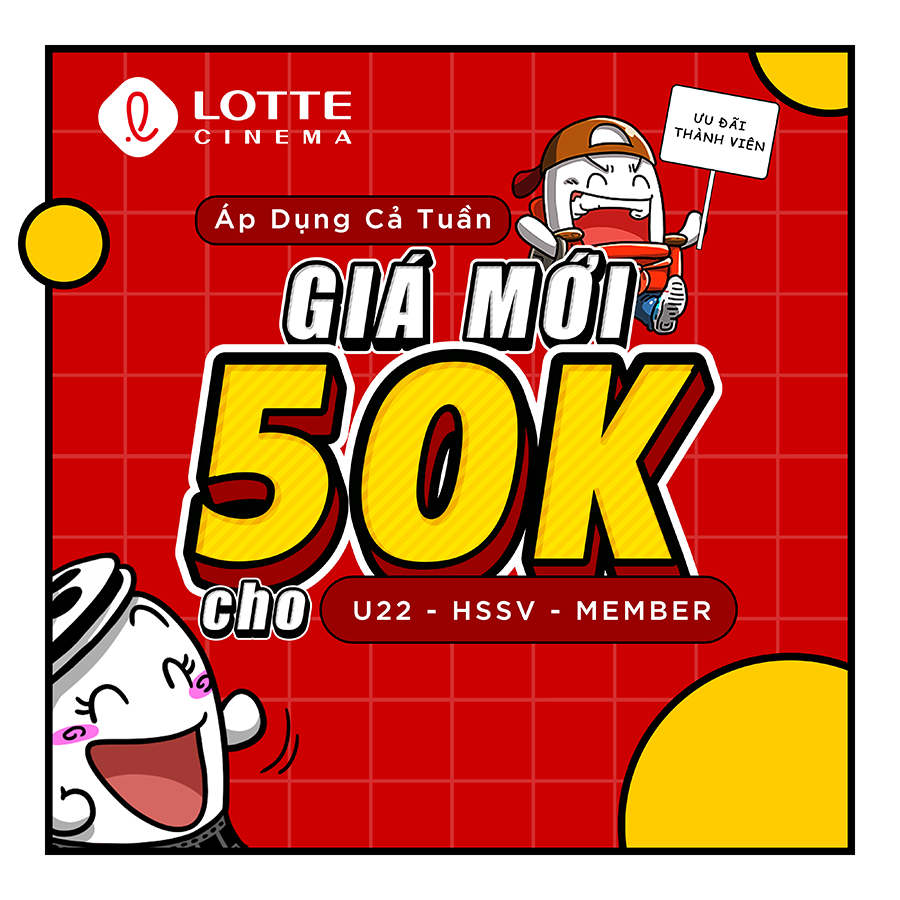 LOTTE
CINEMA
ƯU ĐÃI
THÀNH VIÊN
Áp Dụng Cả Tuần
GIÁ MỚI
50K
cho
U22 - HSSV - MEMBER